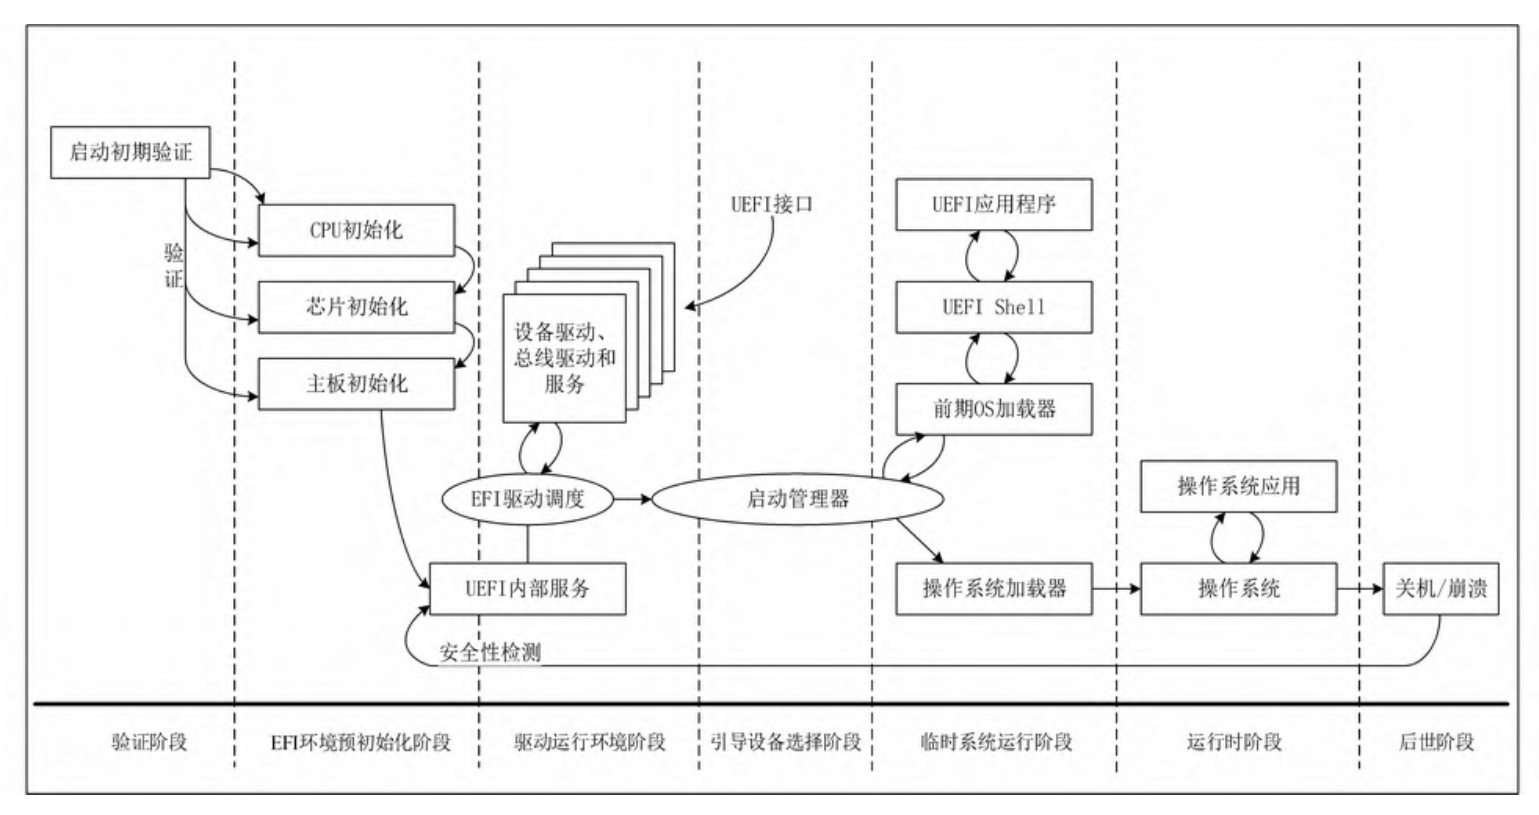 启动初期验证
验
证
CPU初始化
芯片初始化
主板初始化
设备驱动、
总线驱动和
服务
EFI驱动调度
UEFI内部服务
安全性检测
UEFI接口
启动管理器
UEFI应用程序
UEFI Shell
前期OS加载器
操作系统加载器
操作系统应用
操作系统
关机/崩溃
验证阶段
EFI环境预初始化阶段
驱动运行环境阶段
引导设备选择阶段
临时系统运行阶段
运行时阶段
后世阶段